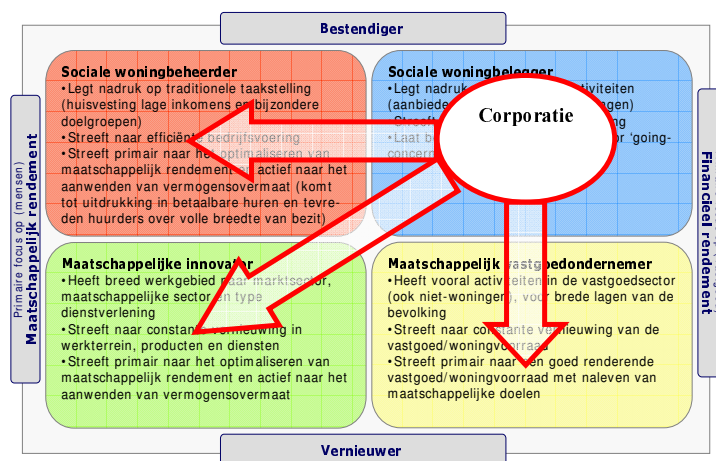 Bestendiger
Sociale woningbeheerder
•Legt nadruk op traditionele taakstelling
(huisvesting lage inkomens en bijzondere
doelgroepen)
•Streeft naar efficiënte bedrijfsvoering
•Streeft primair naar het optimaliseren van
maatschappelijk rendement en actief naar het
aanwenden van vermogensovermaat (komt
tot uitdrukking in betaalbare huren en tevre-
den huurders over volle breedte van bezit)
Sociale woningbelegger
•Legt nadruk
(aanbiede
•Streeft
•Laat
'going-
Corporatie
Primaire focus op (mensen)
Maatschappelijk rendement
Financieel rendement
Maatschappelijke innovator
•Heeft breed werkgebied naar marktsector,
maatschappelijke sector en type
dienstverlening
•Streeft naar constante vernieuwing in
werkterrein, producten en diensten
•Streeft primair naar het optimaliseren van
maatschappelijk rendement en actief naar het
aanwenden van vermogensovermaat
Maatschappelijk vastgoedondernemer
•Heeft vooral activiteiten in de vastgoedsector
(ook niet-woningen), voor brede lagen van de
bevolking
•Streeft naar constante vernieuwing van de
vastgoed/woningvoorraad
•Streeft primair naar een goed renderende
vastgoed/woningvoorraad met naleven van
maatschappelijke doelen
Vernieuwer